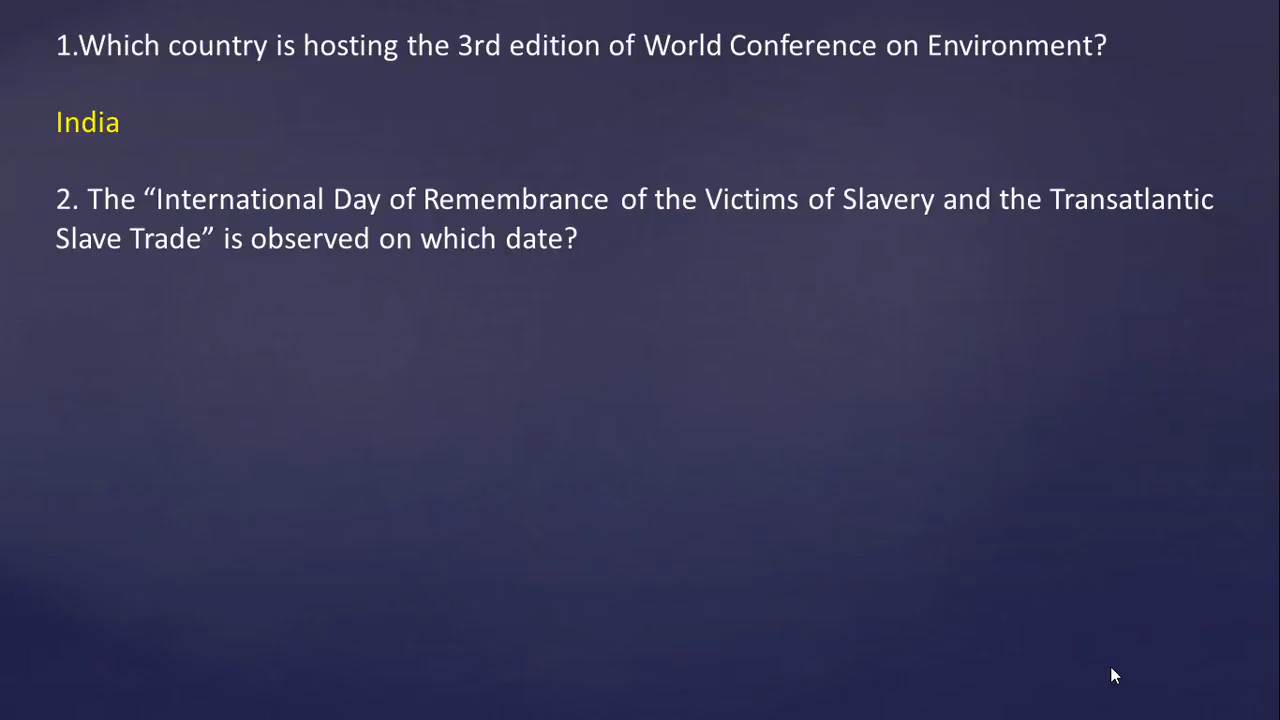 1.Which country is hosting the 3rd edition of World Conference on Environment?
India
2. The “International Day of Remembrance of the Victims of Slavery and the Transatlantic
Slave Trade” is observed on which date?